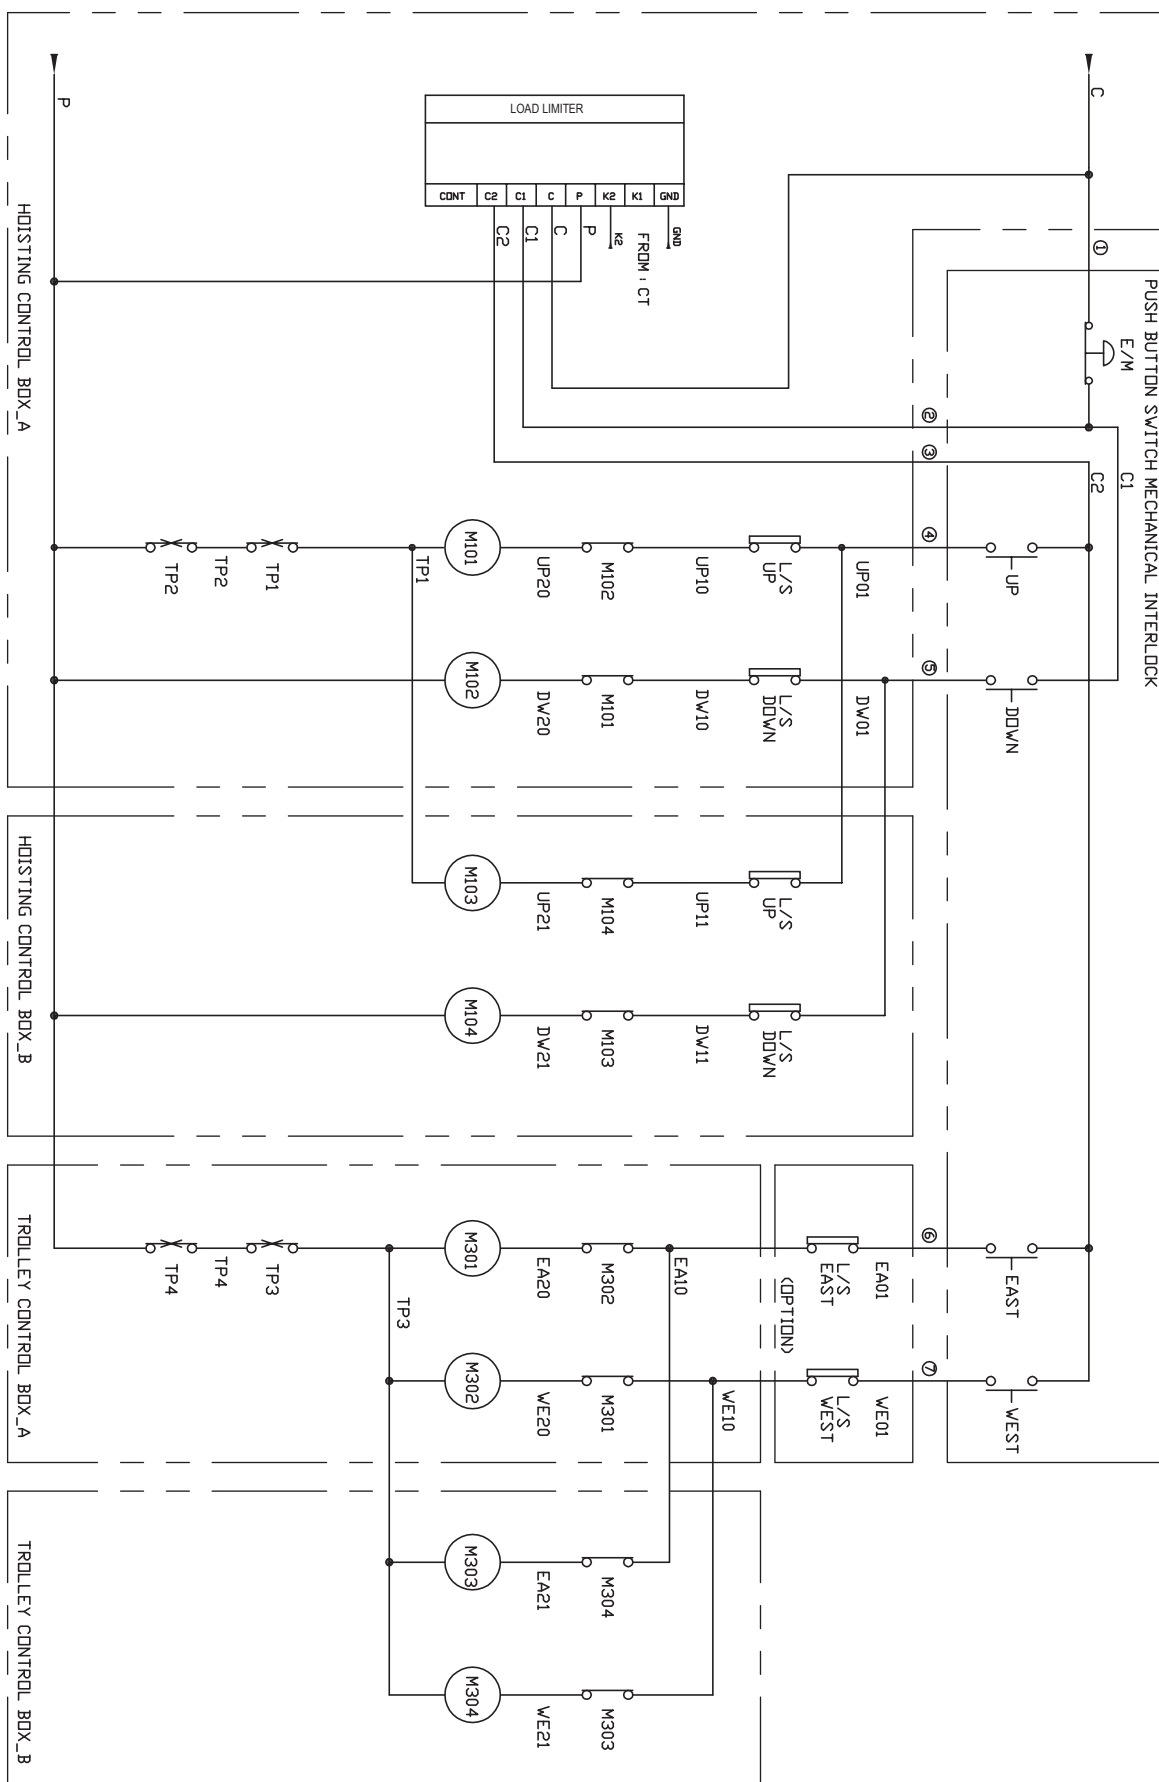 LOAD LIMITER
CONT
C2
C1
C
P
K2
K1
GND
C2
C1
C
P
K2
FROM : CT
GND
C
P
①
E/M
PUSH BUTTON SWITCH MECHANICAL INTERLOCK
②
③
C1
C2
HOISTING CONTROL BOX_A
④
UP
UP01
L/S
UP
UP10
M102
UP20
M101
TP1
TP1
TP2
TP2
⑤
DOWN
DW01
L/S
DOWN
DW10
M101
DW20
M102
HOISTING CONTROL BOX_B
L/S
UP
UP11
M104
UP21
M103
L/S
DOWN
DW11
M103
DW21
M104
TROLLEY CONTROL BOX_A
⑥
EAST
EA01
L/S
EAST
(OPTION)
EA10
M302
EA20
M301
TP3
TP3
TP4
TP4
⑦
WEST
WE01
L/S
WEST
WE10
M301
WE20
M302
TROLLEY CONTROL BOX_B
M304
EA21
M303
M303
WE21
M304